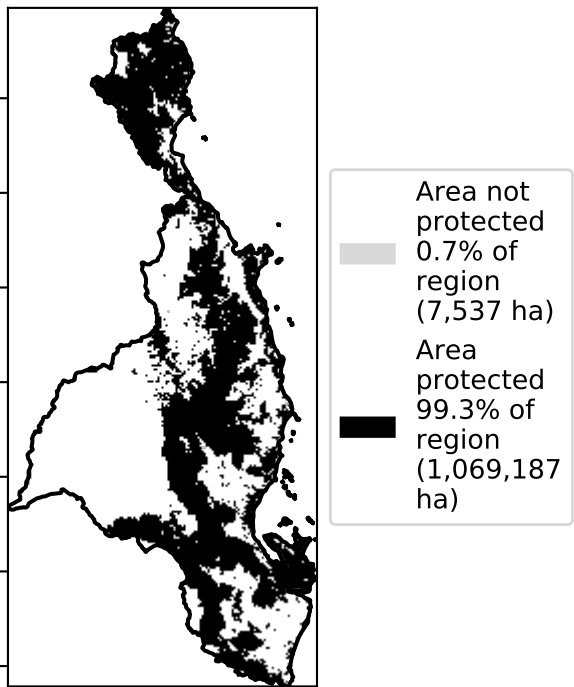 Area not
protected
0.7% of
region
(7,537 ha)
Area
protected
99.3% of
region
(1,069,187
ha)